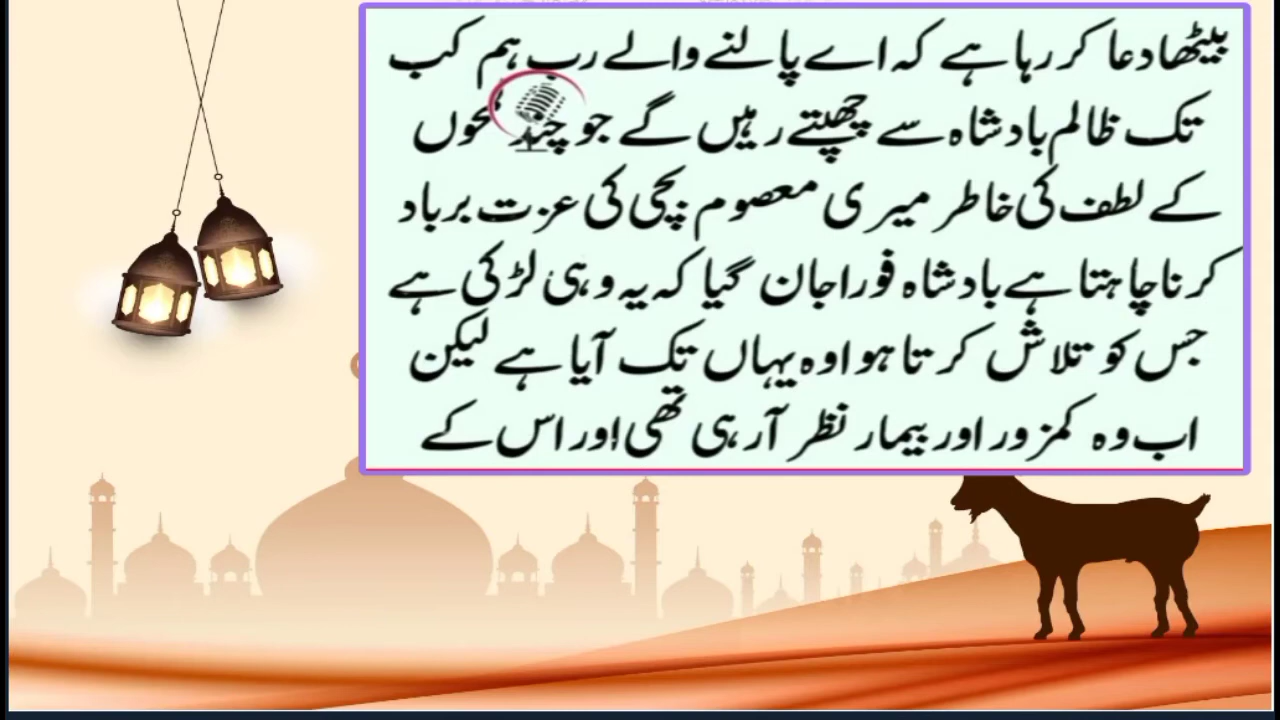 بیٹھا دعا کر رہا ہے کہ اے پالنے والے رب ہم کب
تک ظالم بادشاہ سے چھپتے رہیں گے جو چند
کے لطف کی خاطر میری معصوم بچی کی عزت برباد
کرنا چاہتا ہے بادشاہ فورا جان گیا کہ یہ وہی لڑکی ہے
جس کو تلاش کرتا ہوا وہ یہاں تک آیا ہے لیکن
اب وہ کمزور اور بیمار نظر آرہی تھی اور اس کے